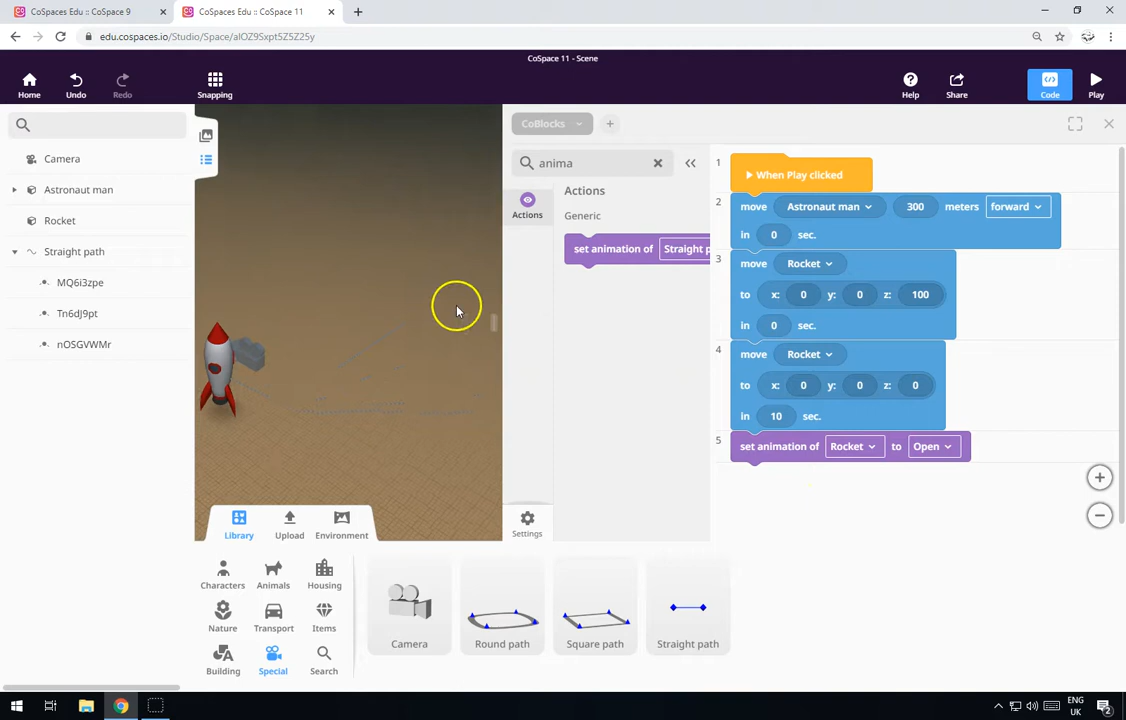 CoSpaces Edu :: CoSpace 9
CoSpaces Edu :: CoSpace 11
edu.cospaces.io/Studio/Space/alOZ9Sxpt5Z5Z25y
CoSpace 11 - Scene
Home
Undo
Redo
Snapping
Help
Share
Code
Play
Camera
Astronaut man
Rocket
Straight path
MQ6i3zpe
Tn6dJ9pt
nOSGVWMr
CoBlocks
anima
Actions
Actions
Generic
set animation of Straight p
Settings
1
When Play clicked
2
move Astronaut man 300 meters forward
in 0 sec.
3
move Rocket
to x: 0 y: 0 z: 100
in 0 sec.
4
move Rocket
to x: 0 y: 0 z: 0
in 10 sec.
5
set animation of Rocket to Open
Library
Upload
Environment
Characters
Animals
Housing
Nature
Transport
Items
Building
Special
Search
Camera
Round path
Square path
Straight path
ENG
UK
2